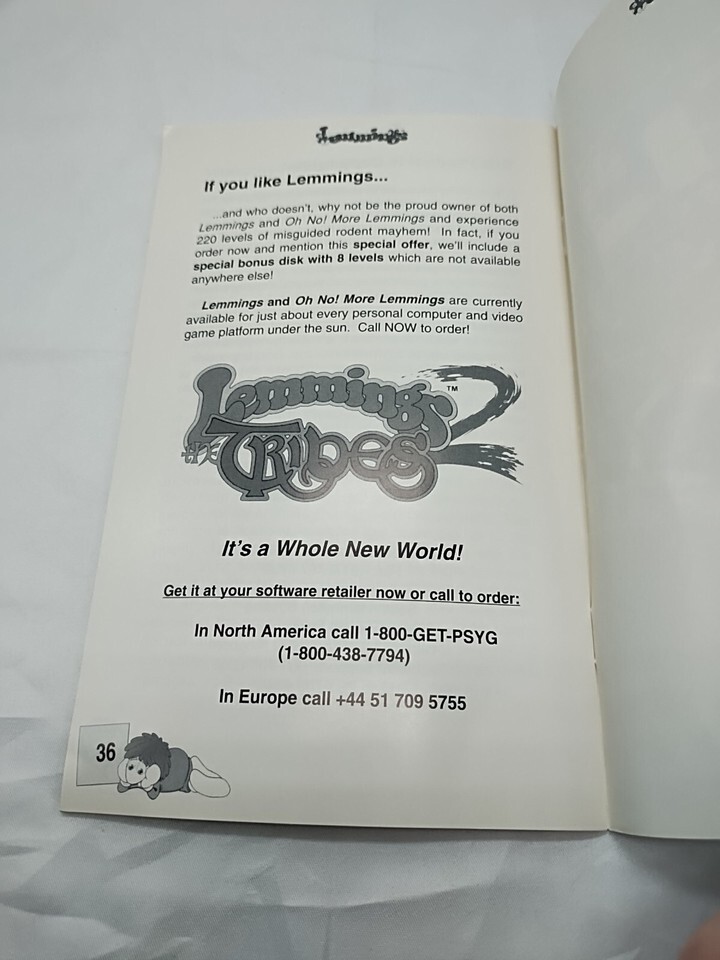 Lemmings
If you like Lemmings...
...and who doesn't, why not be the proud owner of both
Lemmings and Oh No! More Lemmings and experience
220 levels of misguided rodent mayhem! In fact, if you
order now and mention this special offer, we'll include a
special bonus disk with 8 levels which are not available
anywhere else!
Lemmings and Oh No! More Lemmings are currently
available for just about every personal computer and video
game platform under the sun. Call NOW to order!
Lemmings 2
TM
the Tribes
It's a Whole New World!
Get it at your software retailer now or call to order:
In North America call 1-800-GET-PSYG
(1-800-438-7794)
In Europe call +44 51 709 5755
36